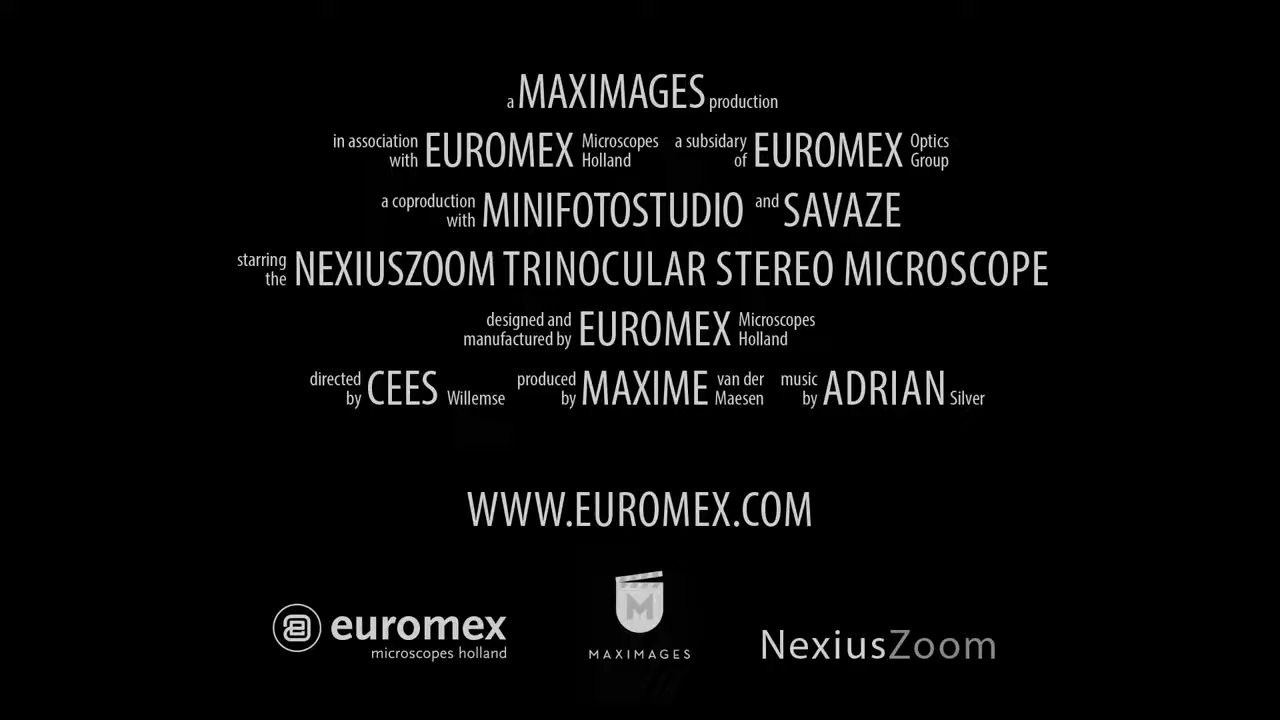 a MAXIMAGES production
in association with EUROMEX Microscopes Holland a subsidary of EUROMEX Optics Group
a coproduction with MINIFOTOSTUDIO and SAVAZE
starring the NEXIUSZOOM TRINOCULAR STEREO MICROSCOPE
designed and manufactured by EUROMEX Microscopes Holland
directed by CEES Willemse produced by MAXIME van der Maesen music by ADRIAN Silver
WWW.EUROMEX.COM
euromex
microscopes holland
M
MAXIMAGES
NexiusZoom